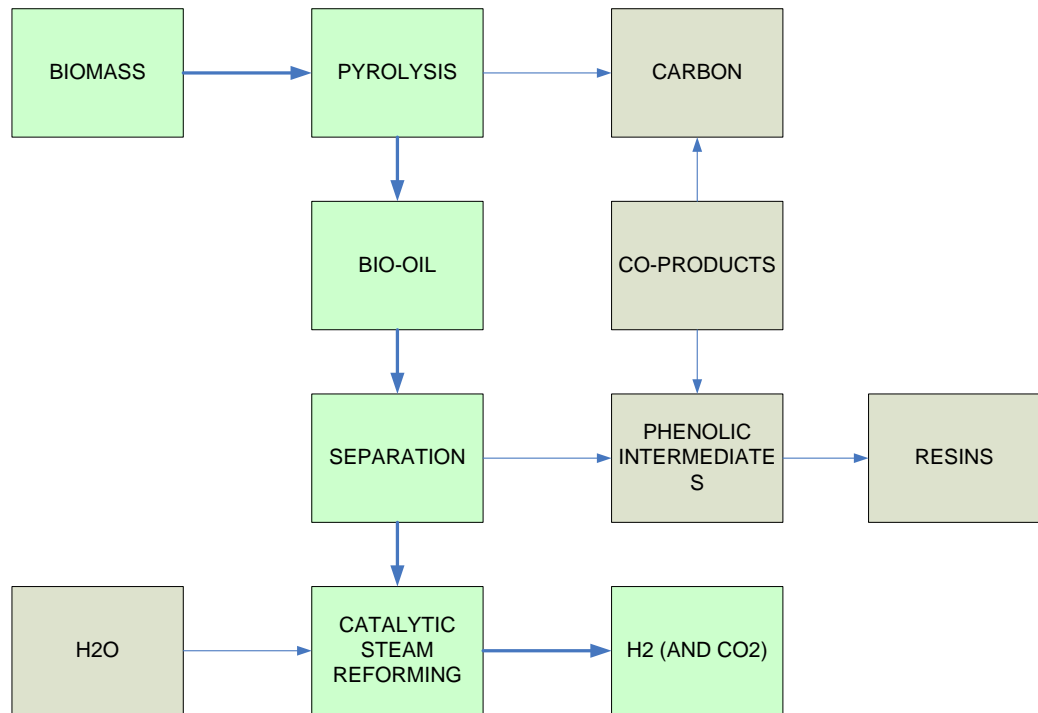 BIOMASS
PYROLYSIS
CARBON
BIO-OIL
CO-PRODUCTS
SEPARATION
PHENOLIC
INTERMEDIATE
S
RESINS
H2O
CATALYTIC
STEAM
REFORMING
H2 (AND CO2)